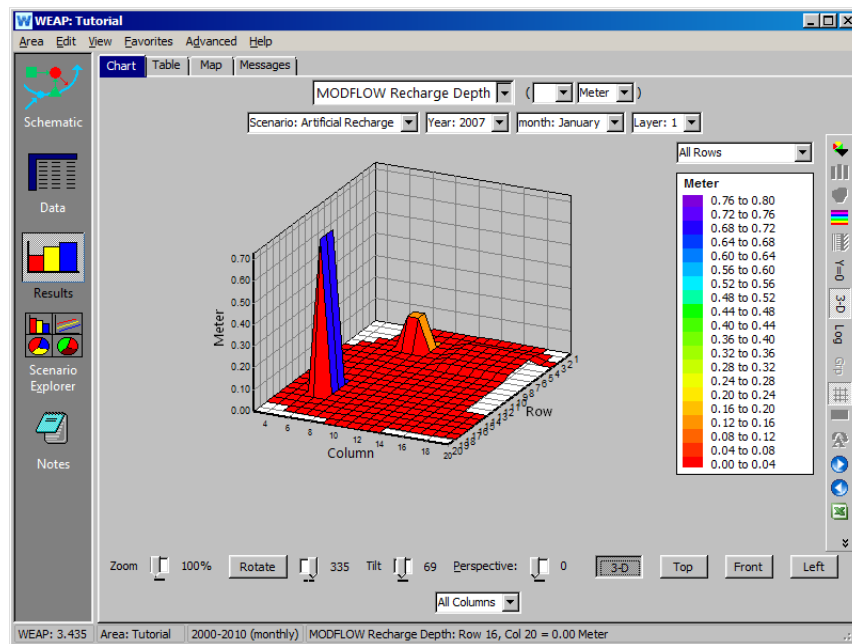 WEAP: Tutorial
Area Edit View Favorites Advanced Help
Chart Table Map Messages
MODFLOW Recharge Depth ( Meter )
Scenario: Artificial Recharge Year: 2007 month: January Layer: 1
All Rows
Schematic
Data
Results
Scenario
Explorer
Notes
Meter
0.76 to 0.80
0.72 to 0.76
0.68 to 0.72
0.64 to 0.68
0.60 to 0.64
0.56 to 0.60
0.52 to 0.56
0.48 to 0.52
0.44 to 0.48
0.40 to 0.44
0.36 to 0.40
0.32 to 0.36
0.28 to 0.32
0.24 to 0.28
0.20 to 0.24
0.16 to 0.20
0.12 to 0.16
0.08 to 0.12
0.04 to 0.08
0.00 to 0.04
Y=0
3-D
Log
0.70
0.60
0.50
0.40
0.30
0.20
0.10
0.00
Meter
4 6 8 10 12 14 16 18 20
Column
Row
Zoom 100% Rotate 335 Tilt 69 Perspective: 0 3-D Top Front Left
All Columns
WEAP: 3.435 Area: Tutorial 2000-2010 (monthly) MODFLOW Recharge Depth: Row 16, Col 20 = 0.00 Meter